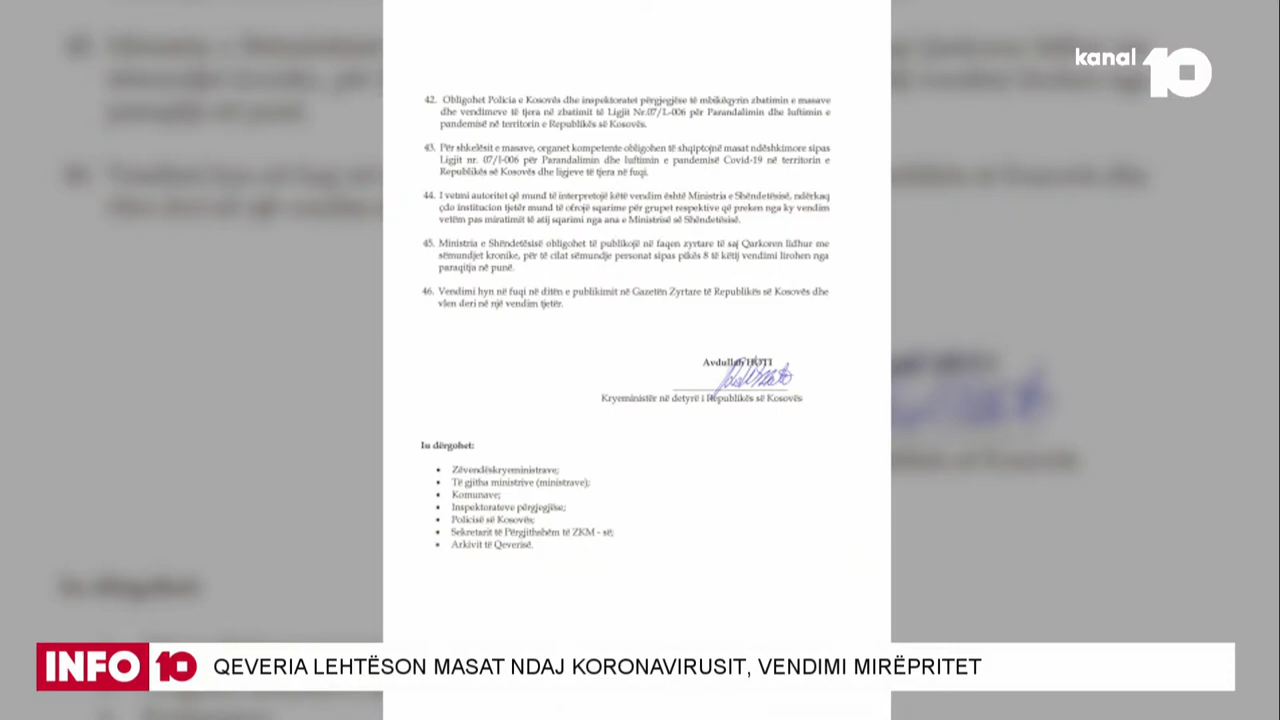 kanal 10
42. Obligohet Policia e Kosovës dhe inspektoratet përgjegjëse të mbikëqyrin zbatimin e masave
dhe vendimeve të tjera në zbatimit të Ligjit Nr.07/L-006 për Parandalimin dhe luftimin e
pandemisë në territorin e Republikës së Kosovës.
43. Për shkelësit e masave, organet kompetente obligohen të shqiptojnë masat ndëshkimore sipas
Ligjit nr. 07/l-006 për Parandalimin dhe luftimin e pandemisë Covid-19 në territorin e
Republikës së Kosovës dhe ligjeve të tjera në fuqi.
44. I vetmi autoritet që mund të interpretojë këtë vendim është Ministria e Shëndetësisë, ndërkaq
çdo institucion tjetër mund të ofrojë sqarime për grupet respektive që preken nga ky vendim
vetëm pas miratimit të atij sqarimi nga ana e Ministrisë së Shëndetësisë.
45. Ministria e Shëndetësisë obligohet të publikojë në faqen zyrtare të saj Qarkoren lidhur me
sëmundjet kronike, për të cilat sëmundje personat sipas pikës 8 të këtij vendimi lirohen nga
paraqitja në punë.
46. Vendimi hyn në fuqi në ditën e publikimit në Gazetën Zyrtare të Republikës së Kosovës dhe
vlen deri në një vendim tjetër.
Avdullah HOTI
Kryeministër në detyrë i Republikës së Kosovës
Iu dërgohet:
• Zëvendëskryeministrave;
• Të gjitha ministrive (ministrave);
• Komunave;
• Inspektorateve përgjegjëse;
• Policisë së Kosovës;
• Sekretarit të Përgjithshëm të ZKM - së;
• Arkivit të Qeverisë.
INFO 10 QEVERIA LEHTËSON MASAT NDAJ KORONAVIRUSIT, VENDIMI MIRËPRITET